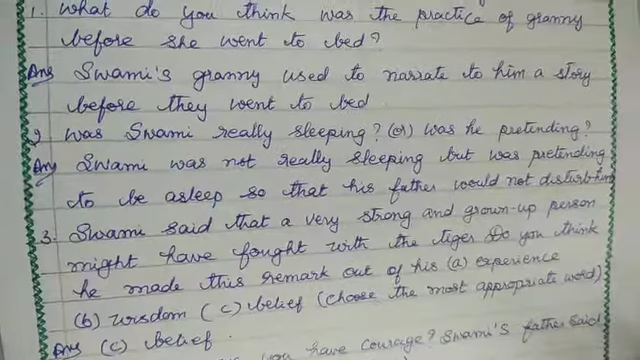 1. What do you think was the practice of granny
before she went to bed?
Ans Swami's granny used to narrate to him a story
before they went to bed
2 was Swami really sleeping? (or) was he pretending?
Ans Swami was not really sleeping but was pretending
to be asleep so that his father would not disturb him
3. Swami said that a very strong and grown-up person
might have fought with the tiger Do you think
he made this remark out of his (a) experience
(b) wisdom (c) belief (choose the most appropriate word)
Ans (c) belief.
you have courage? Swami's father said